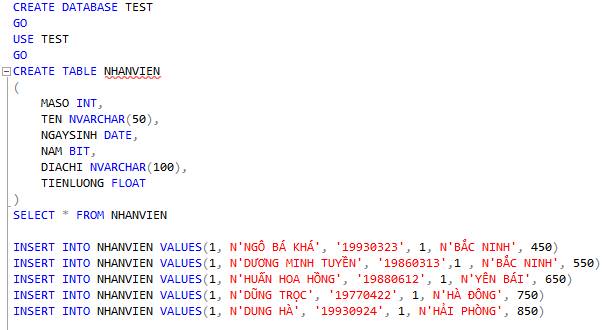 CREATE DATABASE TEST
GO
USE TEST
GO
CREATE TABLE NHANVIEN
(
MASO INT,
TEN NVARCHAR(50),
NGAYSINH DATE,
NAM BIT,
DIACHI NVARCHAR(100),
TIENLUONG FLOAT
)
SELECT * FROM NHANVIEN
INSERT INTO NHANVIEN VALUES(1, N'NGÔ BÁ KHÁ', '19930323', 1, N'BẮC NINH', 450)
INSERT INTO NHANVIEN VALUES(1, N'DƯƠNG MINH TUYỀN', '19860313',1 , N'BẮC NINH', 550)
INSERT INTO NHANVIEN VALUES(1, N'HUẤN HOA HỒNG', '19880612', 1, N'YÊN BÁI', 650)
INSERT INTO NHANVIEN VALUES(1, N'DŨNG TRỌC', '19770422', 1, N'HÀ ĐÔNG', 750)
INSERT INTO NHANVIEN VALUES(1, N'DUNG HÀ', '19930924', 1, N'HẢI PHÒNG', 850)